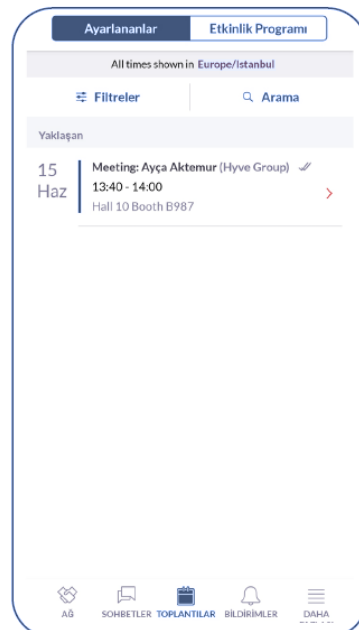 Ayarlananlar Etkinlik Programı
All times shown in Europe/Istanbul
Filtreler Arama
Yaklaşan
15 Haz
Meeting: Ayça Aktemur (Hyve Group)
13:40 - 14:00
Hall 10 Booth B987
AĞ SOHBETLER TOPLANTILAR BİLDİRİMLER DAHA